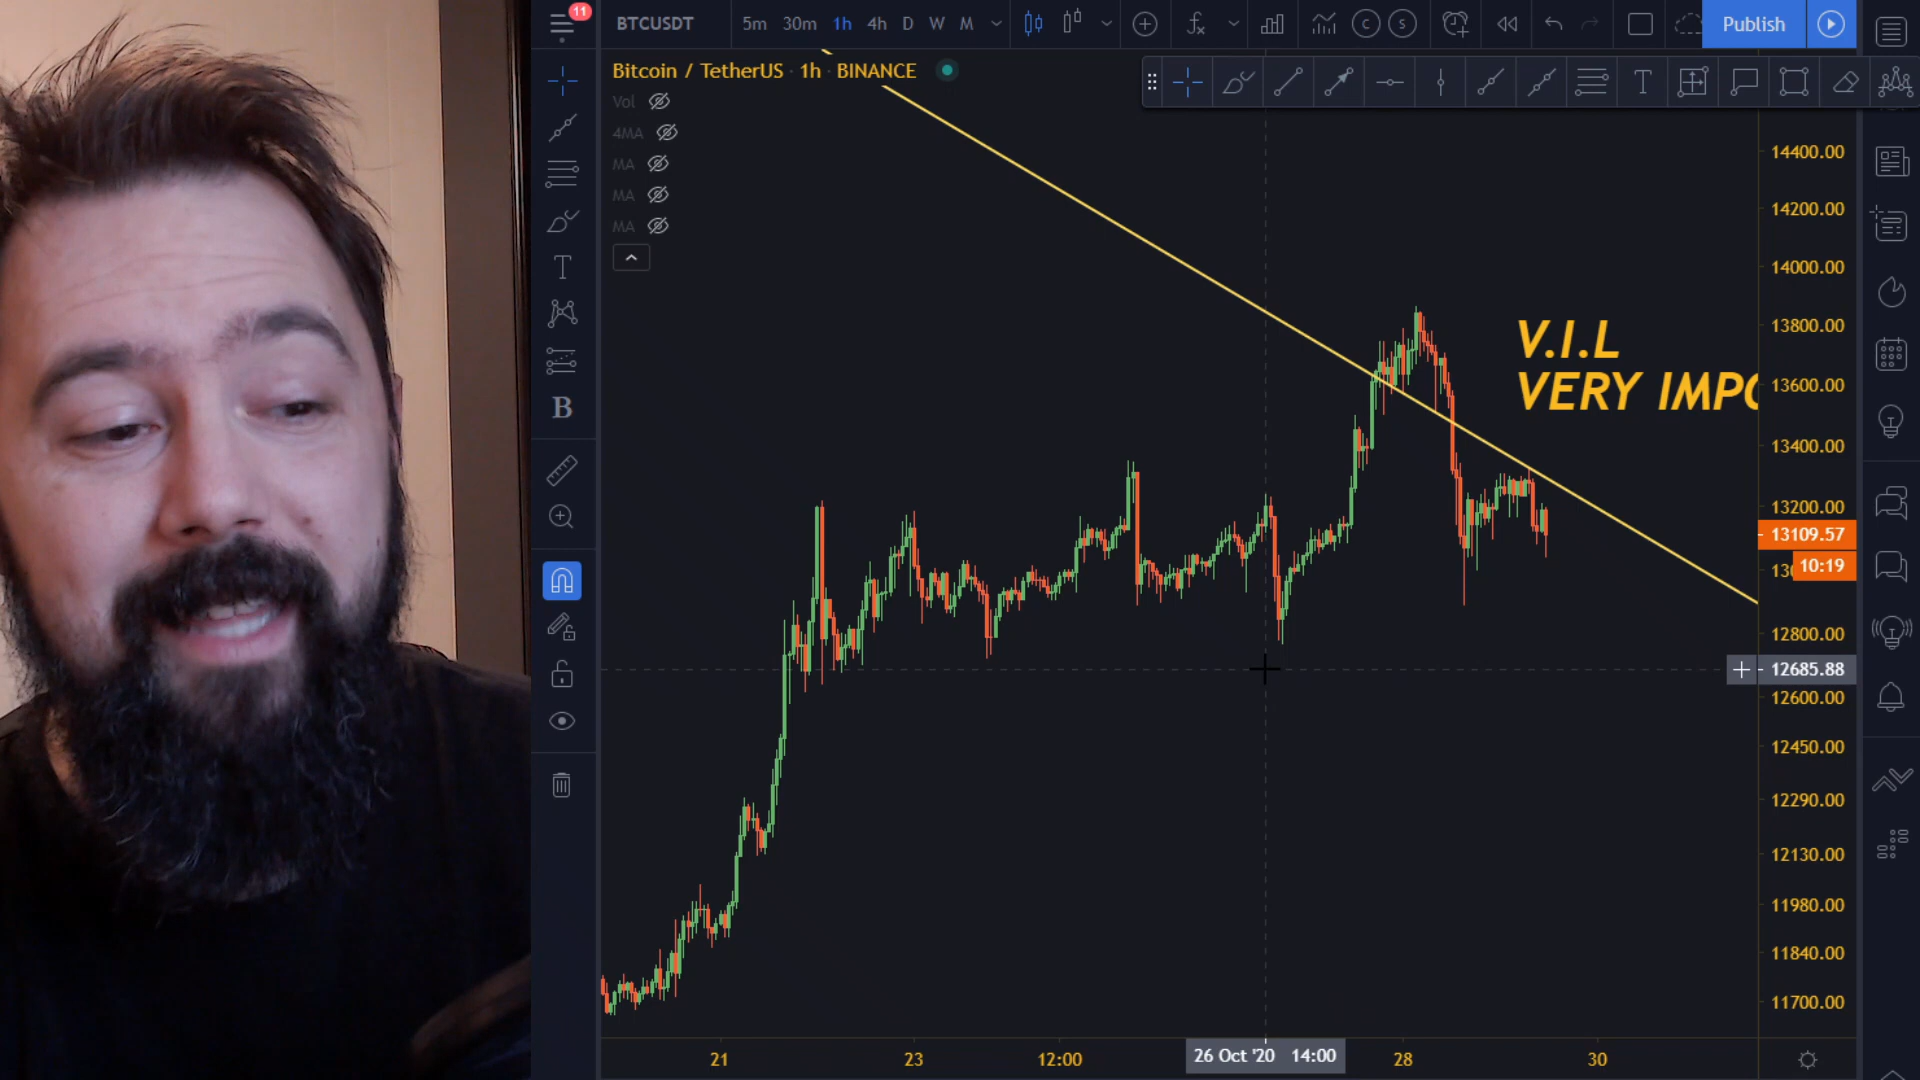 11
BTCUSDT 5m 30m 1h 4h D W M Publish
Bitcoin / TetherUS · 1h · BINANCE
Vol
4MA
MA
MA
MA
T
B
T
C S
V.I.L
VERY IMPO
14400.00
14200.00
14000.00
13800.00
13600.00
13400.00
13200.00
13109.57
10:19
12800.00
12685.88
12600.00
12450.00
12290.00
12130.00
11980.00
11840.00
11700.00
21 23 12:00 26 Oct '20 14:00 28 30